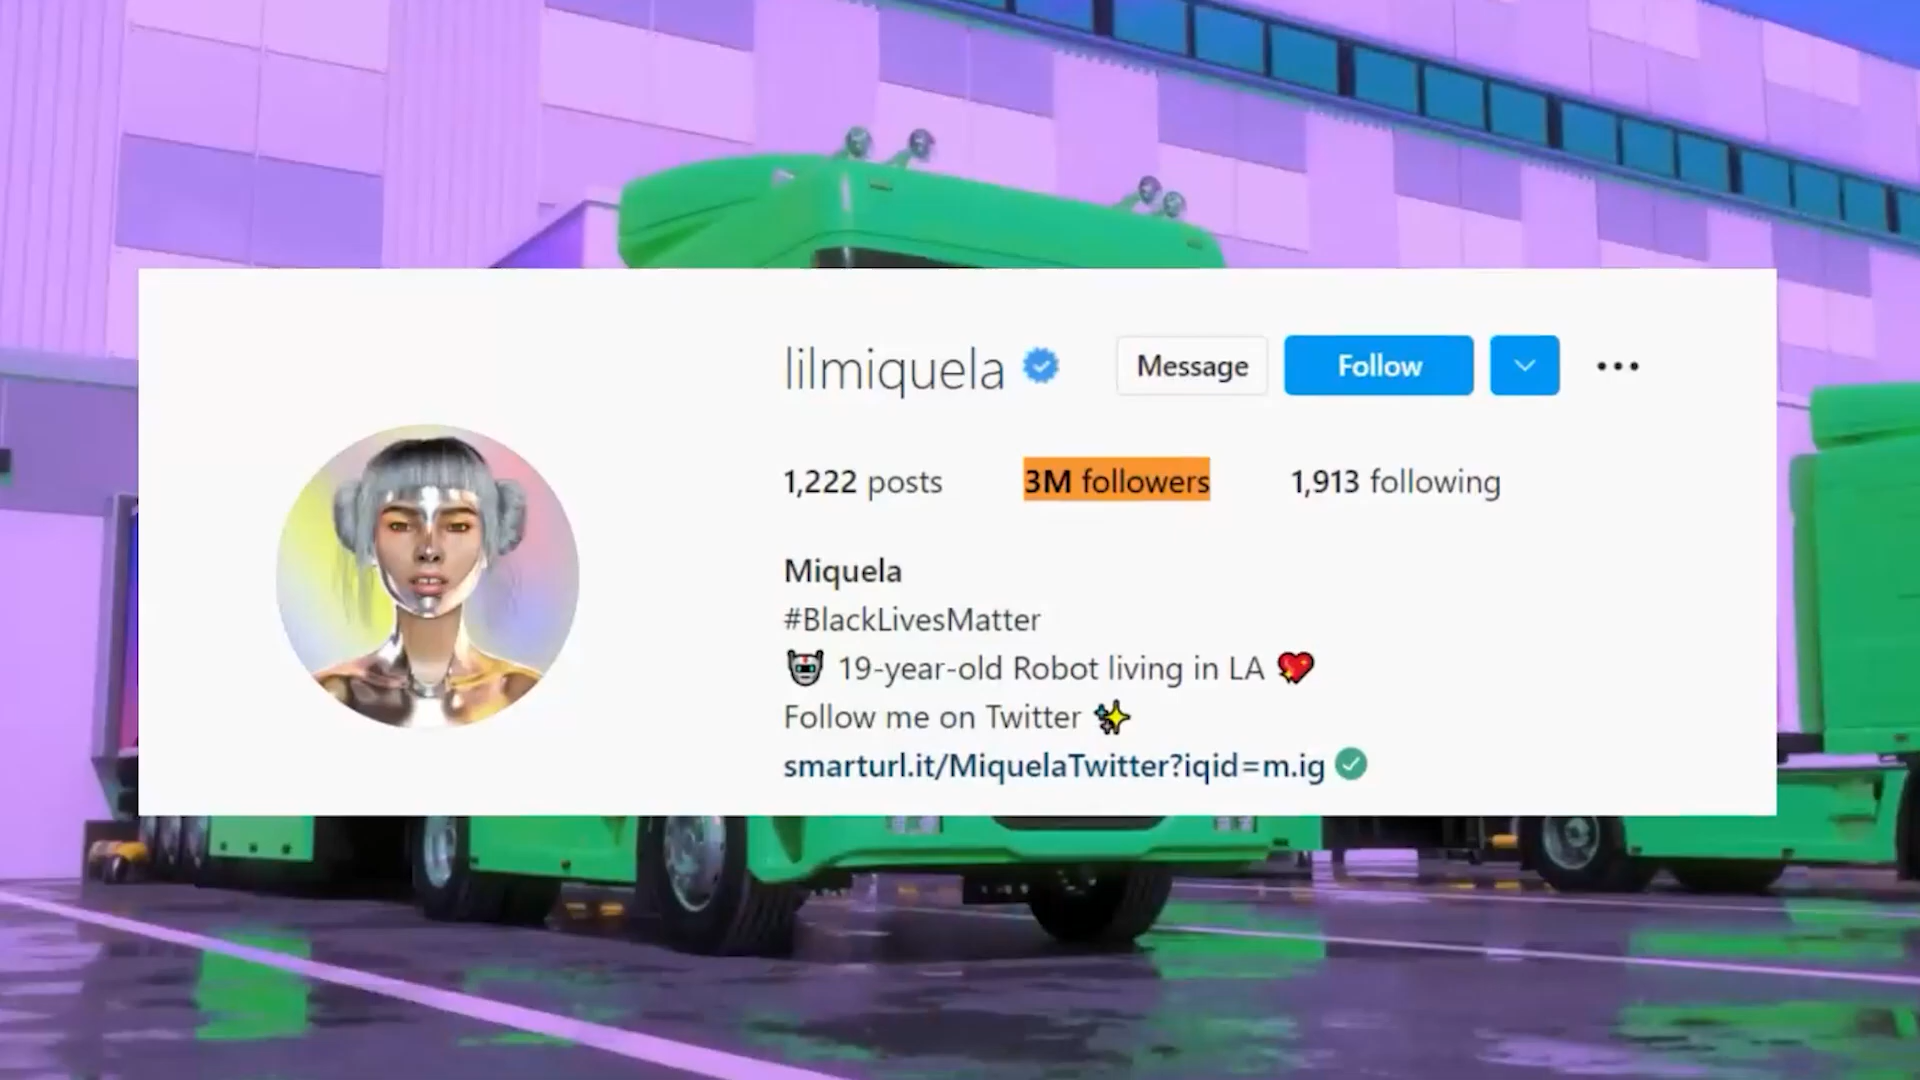 lilmiquela Message Follow
1,222 posts 3M followers 1,913 following
Miquela
#BlackLivesMatter
🤖 19-year-old Robot living in LA 💖
Follow me on Twitter ✨
smarturl.it/MiquelaTwitter?iqid=m.ig